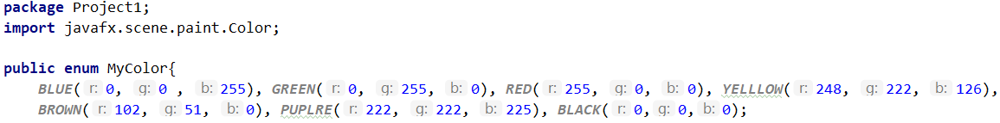 package Project1;
import javafx.scene.paint.Color;
public enum MyColor{
BLUE( r: 0, g: 0 , b: 255), GREEN( r: 0, g: 255, b: 0), RED( r: 255, g: 0, b: 0), YELLLOW( r: 248, g: 222, b: 126),
BROWN( r: 102, g: 51, b: 0), PUPLRE( r: 222, g: 222, b: 225), BLACK( r: 0, g: 0, b: 0);